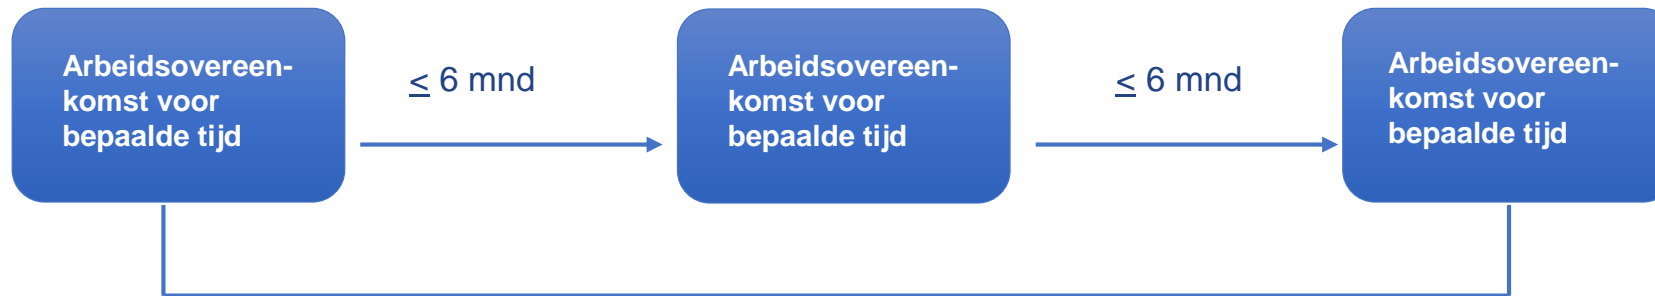 Arbeidsovereen-
komst voor
bepaalde tijd
≤ 6 mnd
Arbeidsovereen-
komst voor
bepaalde tijd
≤ 6 mnd
Arbeidsovereen-
komst voor
bepaalde tijd